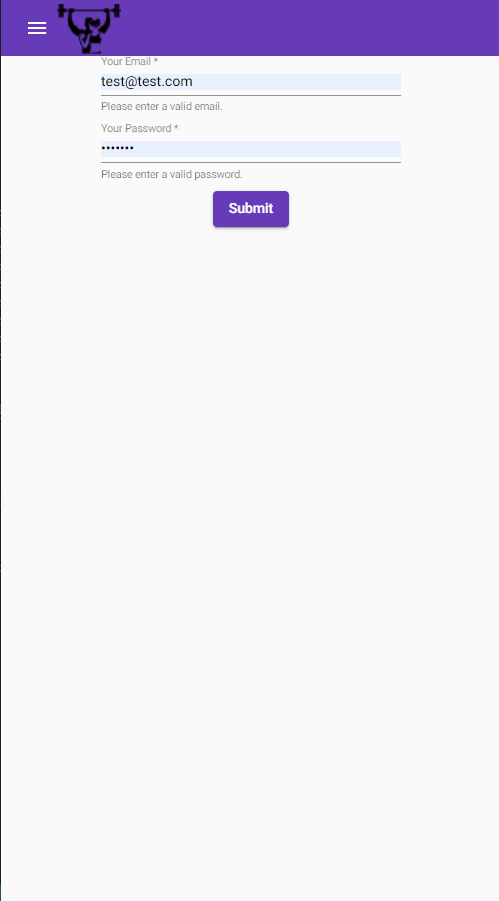 Your Email *
test@test.com
Please enter a valid email.
Your Password *
•••••••
Please enter a valid password.
Submit